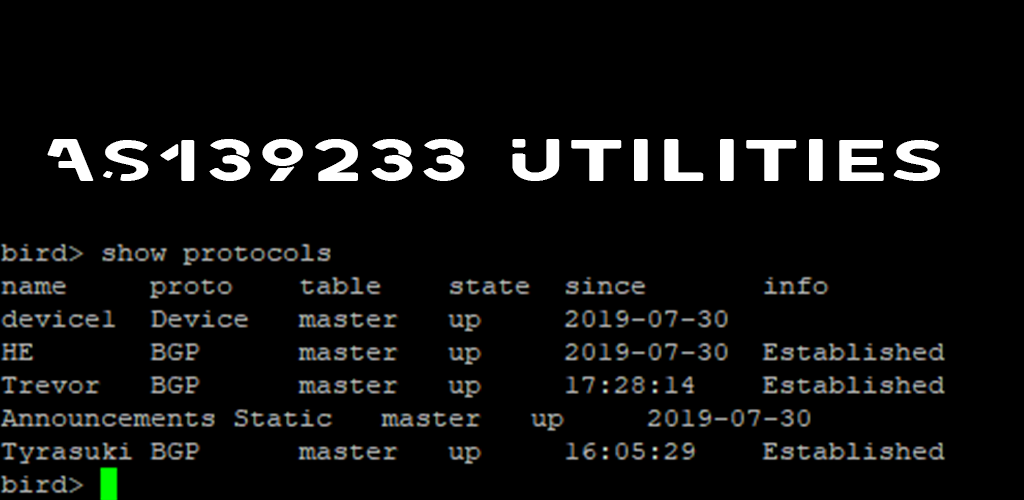 AS139233 UTILITIES
bird> show protocols
name proto table state since info
device1 Device master up 2019-07-30
HE BGP master up 2019-07-30 Established
Trevor BGP master up 17:28:14 Established
Announcements Static master up 2019-07-30
Tyrasuki BGP master up 16:05:29 Established
bird>